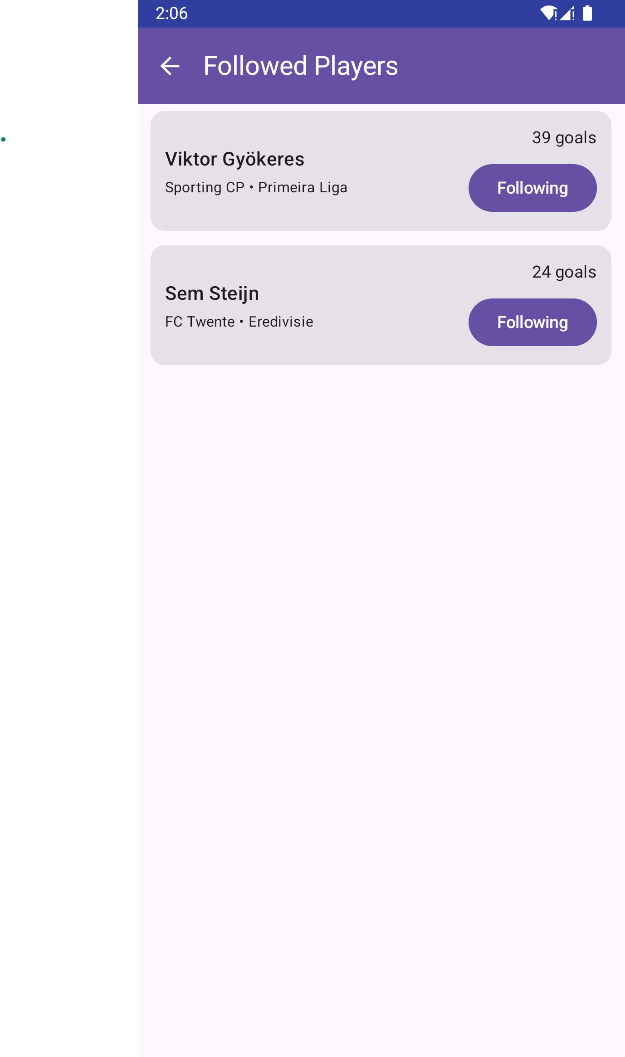 2:06
Followed Players
39 goals
Viktor Gyökeres
Sporting CP • Primeira Liga
Following
24 goals
Sem Steijn
FC Twente • Eredivisie
Following